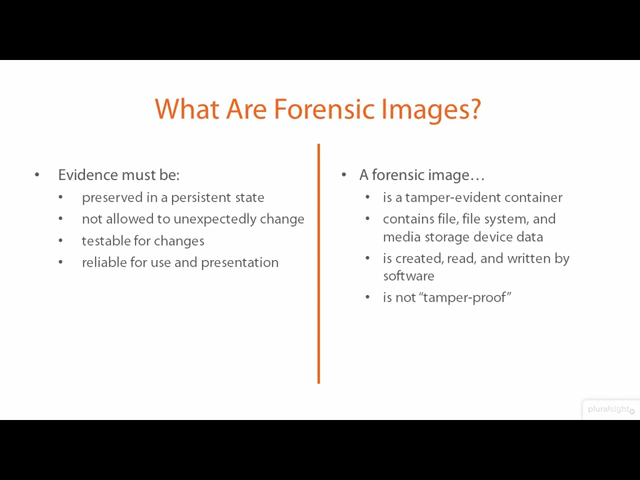 What Are Forensic Images?
• Evidence must be:
• preserved in a persistent state
• not allowed to unexpectedly change
• testable for changes
• reliable for use and presentation
• A forensic image…
• is a tamper-evident container
• contains file, file system, and
media storage device data
• is created, read, and written by
software
• is not “tamper-proof”
pluralsight